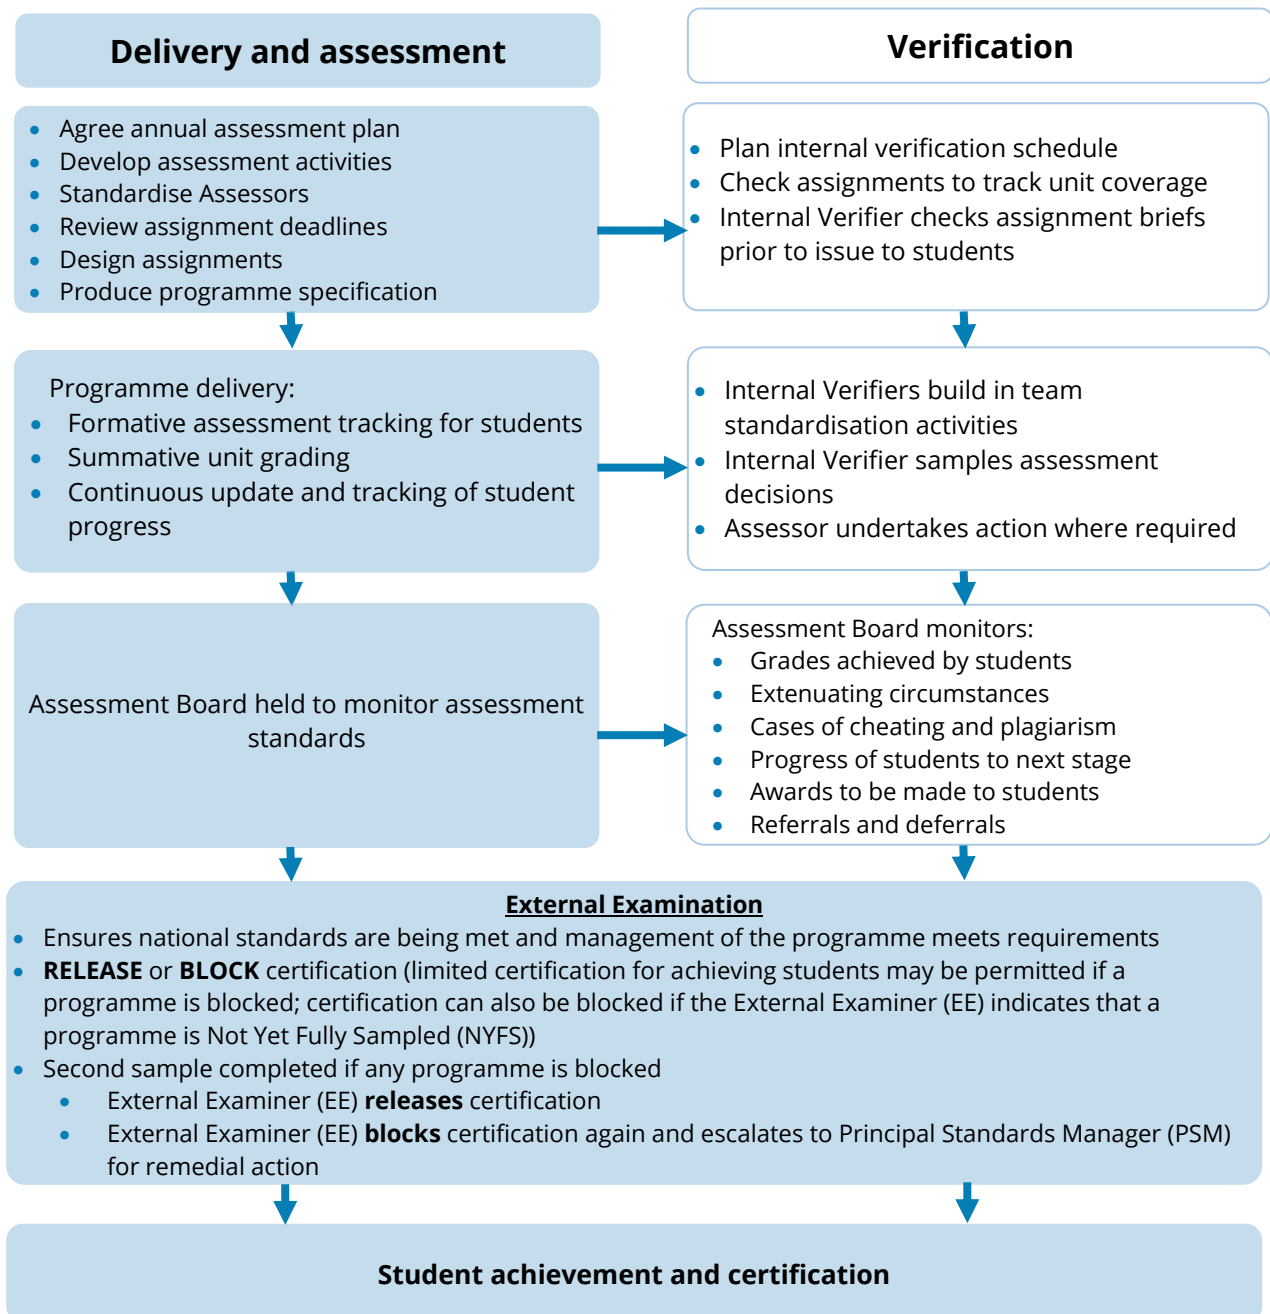 Delivery and assessment
Verification
• Agree annual assessment plan
• Develop assessment activities
• Standardise Assessors
• Review assignment deadlines
• Design assignments
• Produce programme specification
• Plan internal verification schedule
• Check assignments to track unit coverage
• Internal Verifier checks assignment briefs
prior to issue to students
Programme delivery:
• Formative assessment tracking for students
• Summative unit grading
• Continuous update and tracking of student
progress
• Internal Verifiers build in team
standardisation activities
• Internal Verifier samples assessment
decisions
• Assessor undertakes action where required
Assessment Board held to monitor assessment
standards
Assessment Board monitors:
• Grades achieved by students
• Extenuating circumstances
• Cases of cheating and plagiarism
• Progress of students to next stage
• Awards to be made to students
• Referrals and deferrals
External Examination
• Ensures national standards are being met and management of the programme meets requirements
• RELEASE or BLOCK certification (limited certification for achieving students may be permitted if a
programme is blocked; certification can also be blocked if the External Examiner (EE) indicates that a
programme is Not Yet Fully Sampled (NYFS))
• Second sample completed if any programme is blocked
• External Examiner (EE) releases certification
• External Examiner (EE) blocks certification again and escalates to Principal Standards Manager (PSM)
for remedial action
Student achievement and certification